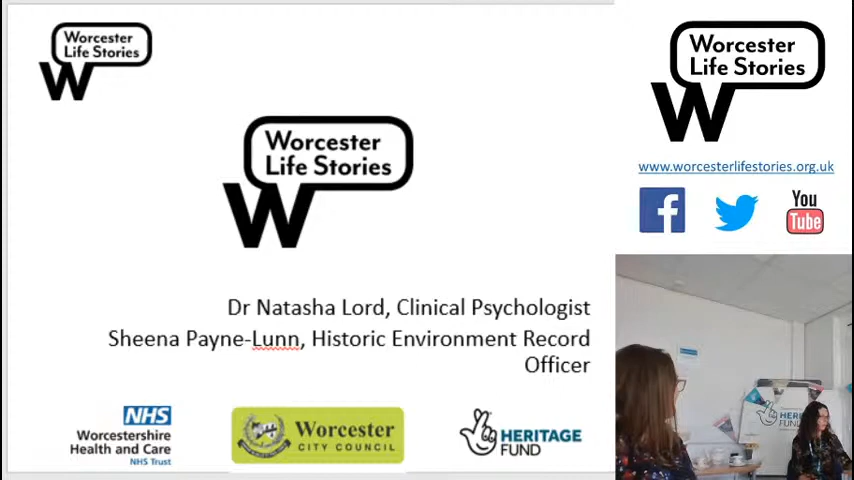 Worcester
Life Stories
W
Worcester
Life Stories
W
Dr Natasha Lord, Clinical Psychologist
Sheena Payne-Lunn, Historic Environment Record
Officer
NHS
Worcestershire
Health and Care
NHS Trust
Worcester
CITY COUNCIL
HERITAGE
FUND
Worcester
Life Stories
W
www.worcesterlifestories.org.uk
f
You
Tube
HERI
FUND